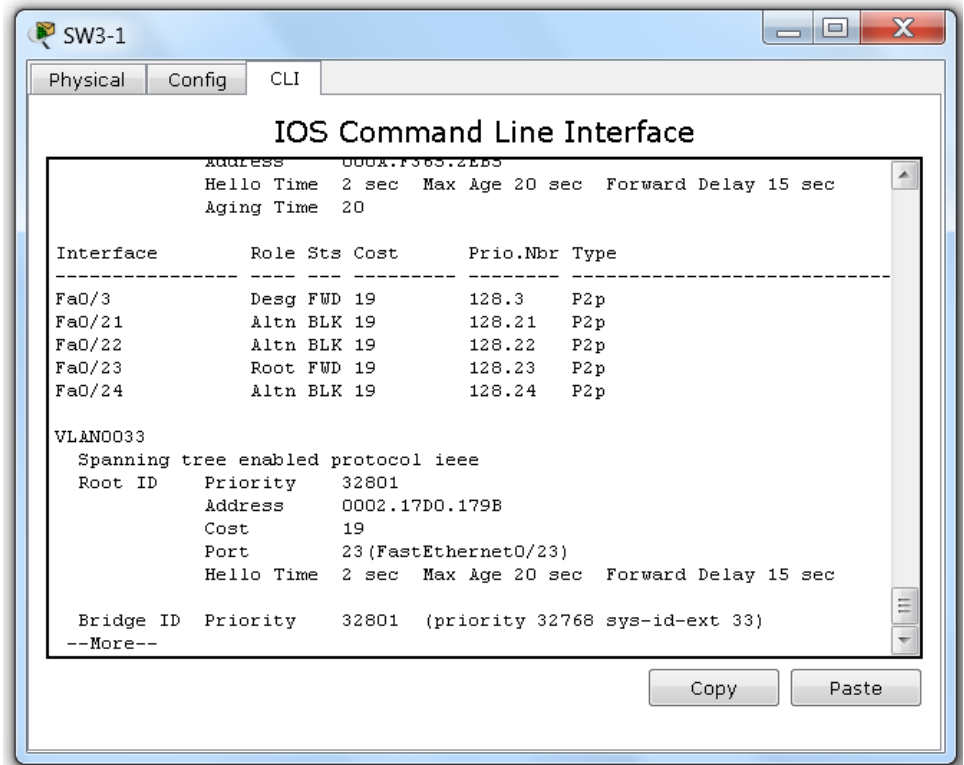 SW3-1
Physical Config CLI
IOS Command Line Interface
Address 000A.F365.2EB5
Hello Time 2 sec Max Age 20 sec Forward Delay 15 sec
Aging Time 20
Interface Role Sts Cost Prio.Nbr Type
---------------- ---- --- --------- -------- --------------------------------
Fa0/3 Desg FWD 19 128.3 P2p
Fa0/21 Altn BLK 19 128.21 P2p
Fa0/22 Altn BLK 19 128.22 P2p
Fa0/23 Root FWD 19 128.23 P2p
Fa0/24 Altn BLK 19 128.24 P2p
VLAN0033
Spanning tree enabled protocol ieee
Root ID Priority 32801
Address 0002.17D0.179B
Cost 19
Port 23(FastEthernet0/23)
Hello Time 2 sec Max Age 20 sec Forward Delay 15 sec
Bridge ID Priority 32801 (priority 32768 sys-id-ext 33)
--More--
Copy Paste